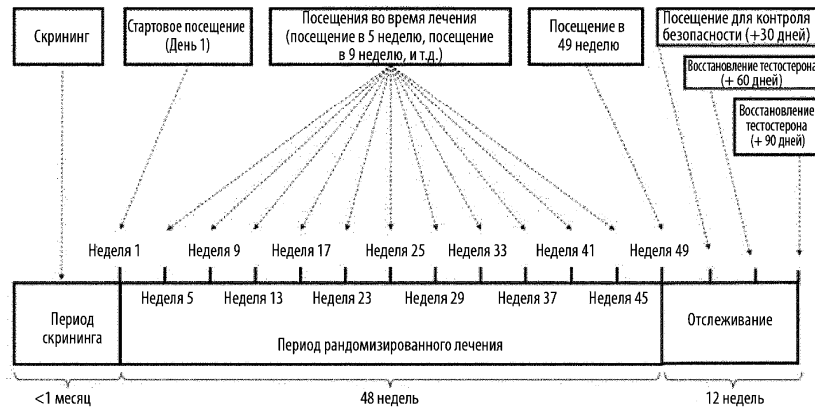 Скрининг
Стартовое посещение
(День 1)
Посещения во время лечения
(посещение в 5 неделю, посещение
в 9 неделю, и т.д.)
Посещение в
49 неделю
Посещение для контроля
безопасности (+30 дней)
Восстановление тестостерона
(+ 60 дней)
Восстановление
тестостерона
(+ 90 дней)
Неделя 1
Неделя 9
Неделя 17
Неделя 25
Неделя 33
Неделя 41
Неделя 49
Неделя 5
Неделя 13
Неделя 23
Неделя 29
Неделя 37
Неделя 45
Период
скрининга
Период рандомизированного лечения
Отслеживание
<1 месяц
48 недель
12 недель